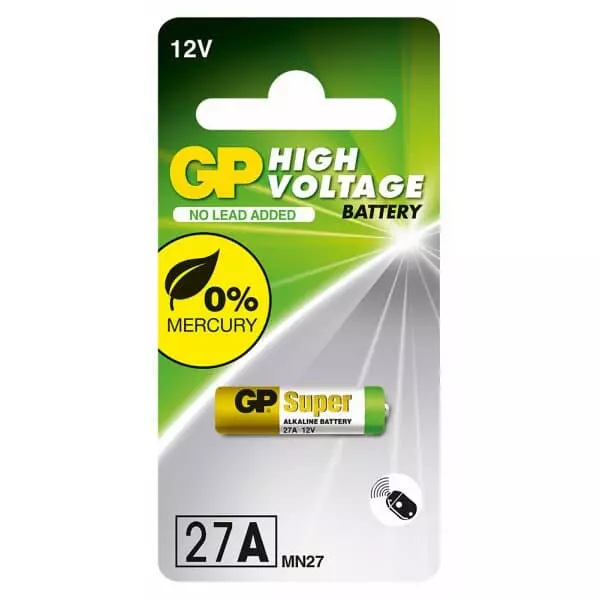 12V
GP HIGH VOLTAGE
BATTERY
NO LEAD ADDED
0%
MERCURY
GP® Super
ALKALINE BATTERY
27A 12V
27A MN27